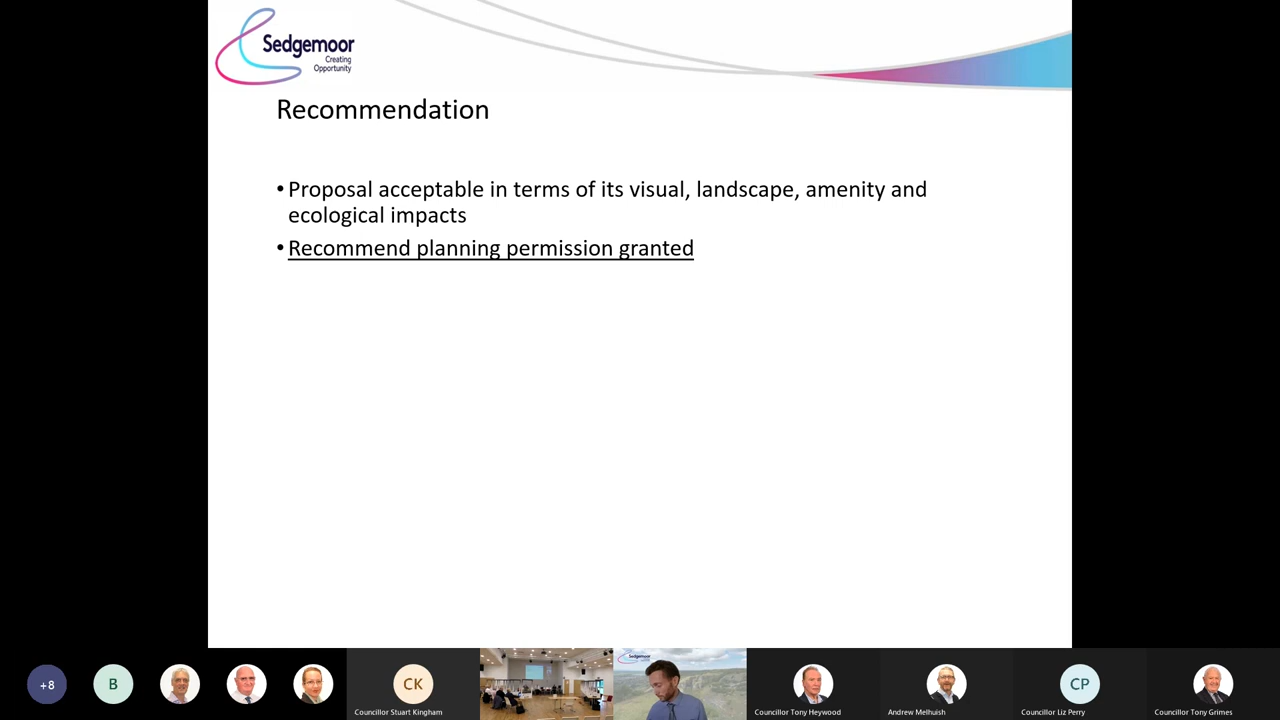 Sedgemoor
Creating
Opportunity
Recommendation
• Proposal acceptable in terms of its visual, landscape, amenity and
ecological impacts
• Recommend planning permission granted
+8
B
CK
CP
Councillor Stuart Kingham
Councillor Tony Heywood
Andrew Melhuish
Councillor Liz Perry
Councillor Tony Grimes